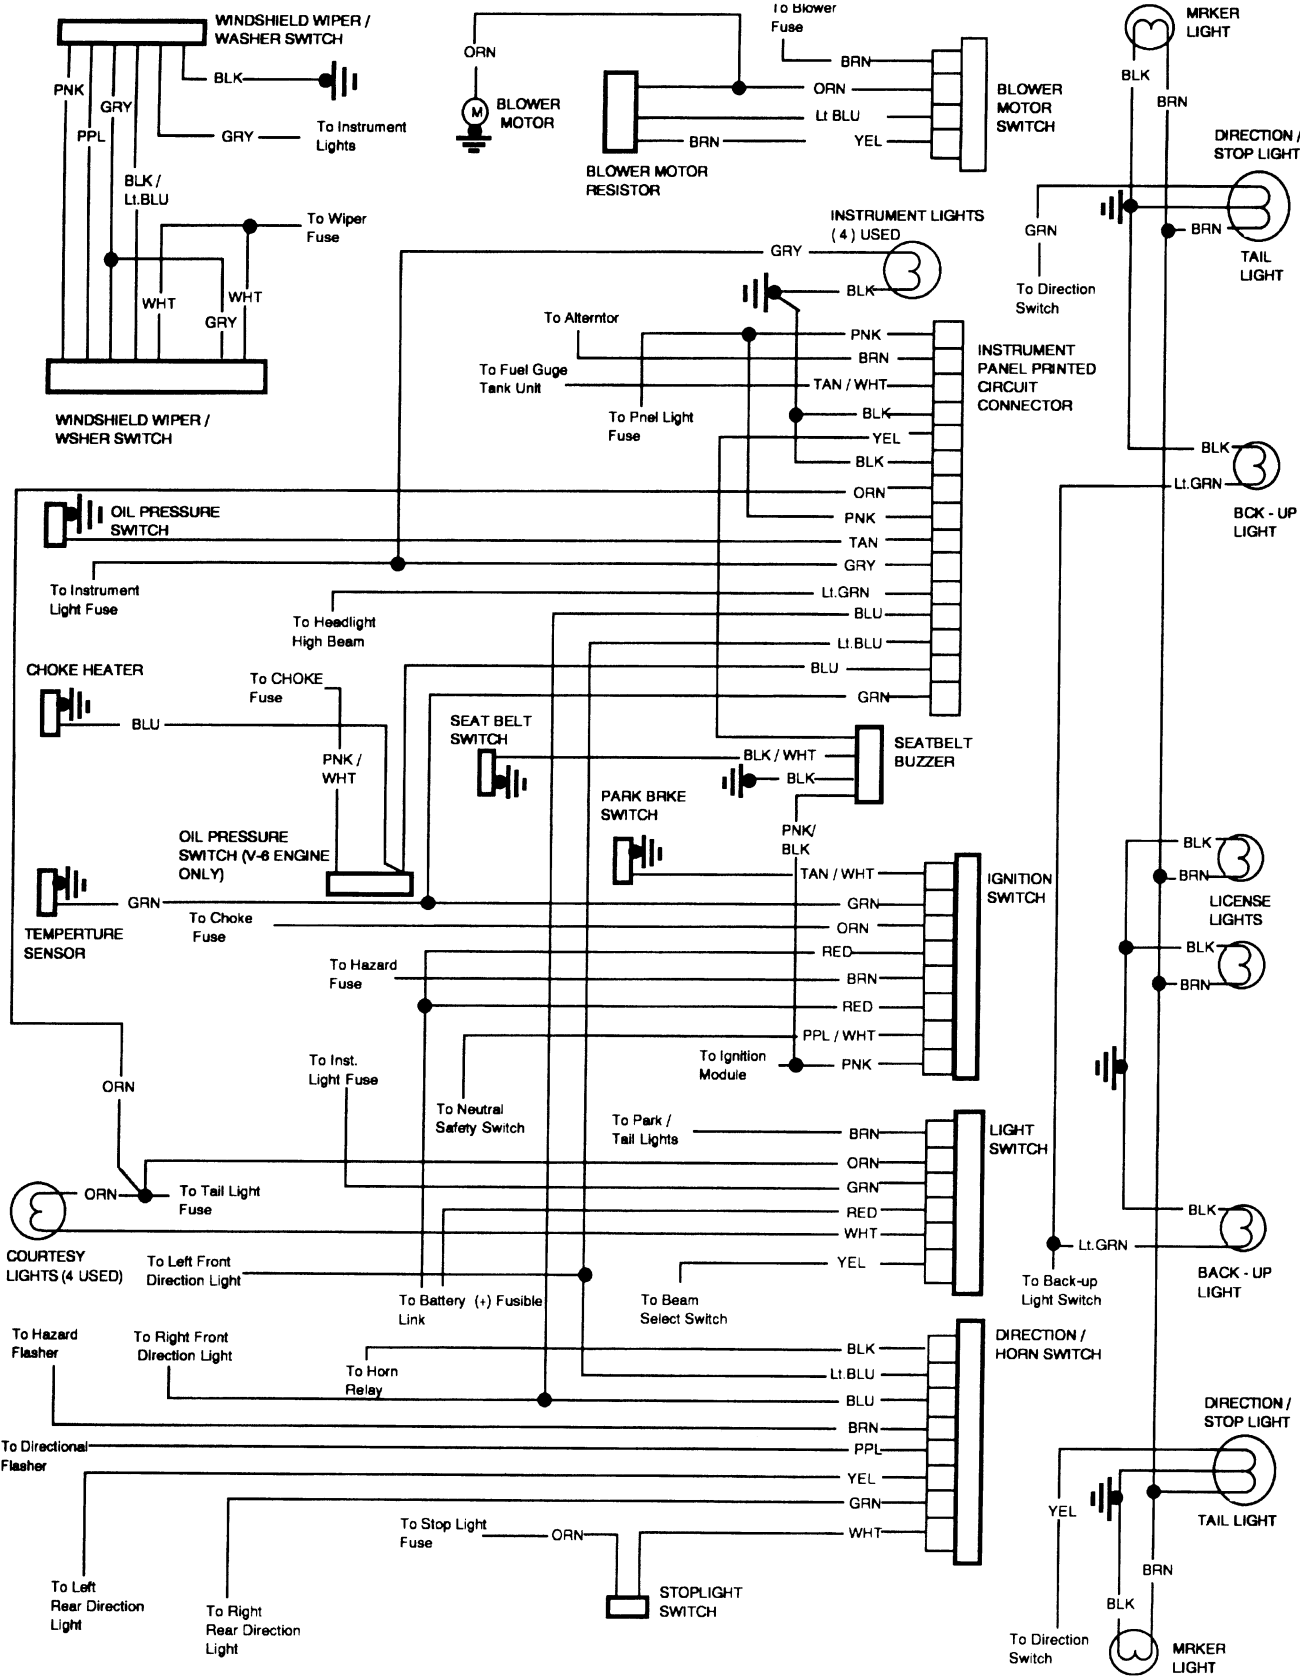 WINDSHIELD WIPER /
WASHER SWITCH
PNK
PPL
GRY
BLK /
Lt.BLU
BLK
GRY
To Instrument
Lights
To Wiper
Fuse
WHT
WHT
GRY
WINDSHIELD WIPER /
WSHER SWITCH
ORN
M
BLOWER
MOTOR
To Blower
Fuse
BRN
ORN
Lt BLU
BRN
YEL
BLOWER MOTOR
RESISTOR
BLOWER
MOTOR
SWITCH
MRKER
LIGHT
BLK
BRN
DIRECTION /
STOP LIGHT
GRN
BRN
TAIL
LIGHT
To Direction
Switch
INSTRUMENT LIGHTS
( 4 ) USED
GRY
BLK
To Alterntor
To Fuel Guge
Tank Unit
To Pnel Light
Fuse
PNK
BRN
TAN / WHT
BLK
YEL
BLK
ORN
PNK
TAN
GRY
Lt.GRN
BLU
Lt.BLU
BLU
GRN
INSTRUMENT
PANEL PRINTED
CIRCUIT
CONNECTOR
BLK
Lt.GRN
BCK - UP
LIGHT
OIL PRESSURE
SWITCH
To Instrument
Light Fuse
To Headlight
High Beam
CHOKE HEATER
BLU
To CHOKE
Fuse
PNK /
WHT
SEAT BELT
SWITCH
BLK / WHT
BLK
SEATBELT
BUZZER
PARK BRKE
SWITCH
PNK/
BLK
OIL PRESSURE
SWITCH (V-6 ENGINE
ONLY)
GRN
TEMPERTURE
SENSOR
To Choke
Fuse
To Hazard
Fuse
TAN / WHT
GRN
ORN
RED
BRN
RED
PPL / WHT
PNK
IGNITION
SWITCH
To Ignition
Module
BLK
BRN
LICENSE
LIGHTS
BLK
BRN
ORN
To Inst.
Light Fuse
To Neutral
Safety Switch
To Park /
Tail Lights
BRN
ORN
GRN
RED
WHT
YEL
LIGHT
SWITCH
ORN
To Tail Light
Fuse
COURTESY
LIGHTS (4 USED)
To Left Front
Direction Light
To Battery (+) Fusible
Link
To Beam
Select Switch
BLK
Lt.GRN
To Back-up
Light Switch
BACK - UP
LIGHT
To Hazard
Flasher
To Right Front
Direction Light
To Horn
Relay
BLK
Lt.BLU
BLU
BRN
PPL
YEL
GRN
WHT
DIRECTION /
HORN SWITCH
To Directional
Flasher
To Stop Light
Fuse
ORN
STOPLIGHT
SWITCH
To Left
Rear Direction
Light
To Right
Rear Direction
Light
DIRECTION /
STOP LIGHT
YEL
TAIL LIGHT
BRN
BLK
To Direction
Switch
MRKER
LIGHT